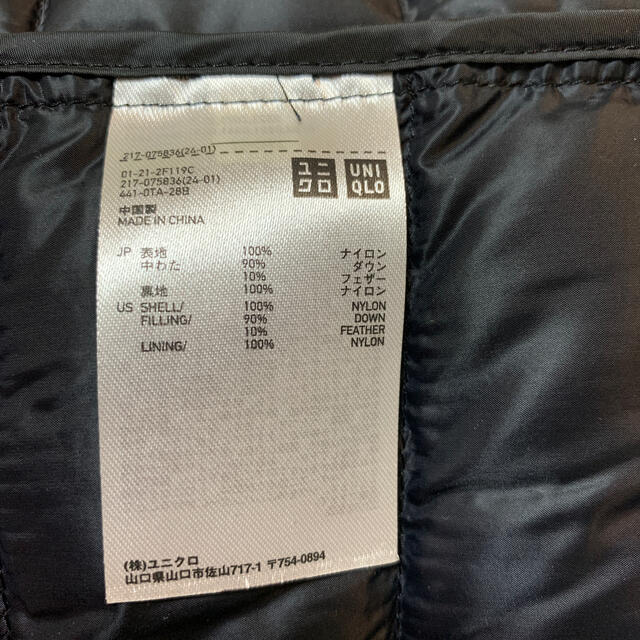 217-075836(24-01)
01-21-2F119C
217-075836(24-01)
441-0TA-28B
ユニ
クロ
UNI
QLO
中国製
MADE IN CHINA
JP 表地 100% ナイロン
中わた 90% ダウン
10% フェザー
裏地 100% ナイロン
US SHELL/ 100% NYLON
FILLING/ 90% DOWN
10% FEATHER
LINING/ 100% NYLON
(株)ユニクロ
山口県山口市佐山717-1 〒754-0894